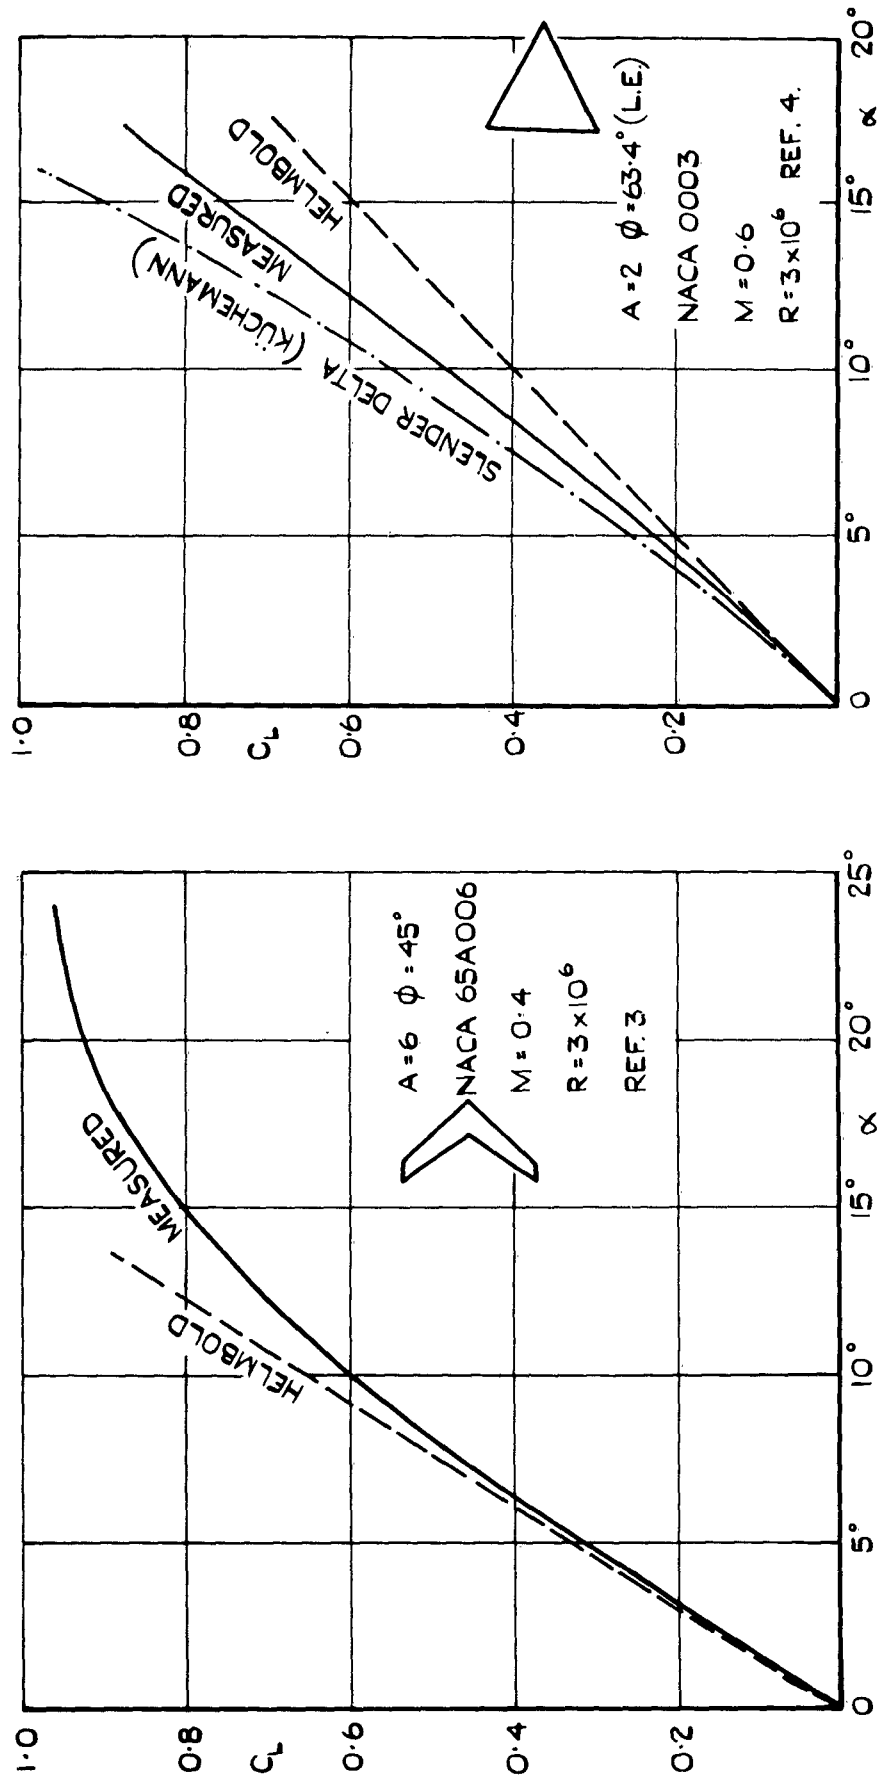 1.0
0.8
C_L
0.6
0.4
0.2
0
5°
10°
15°
20°
25°
α
MEASURED
HELMBOLD
A=6 φ=45°
NACA 65A006
M=0.4
R=3×10⁶
REF. 3
1.0
0.8
C_L
0.6
0.4
0.2
0
5°
10°
15°
20°
α
SLENDER DELTA (KÜCHEMANN)
MEASURED
HELMBOLD
A=2 φ=63.4° (L.E.)
NACA 0003
M=0.6
R=3×10⁶ REF. 4.